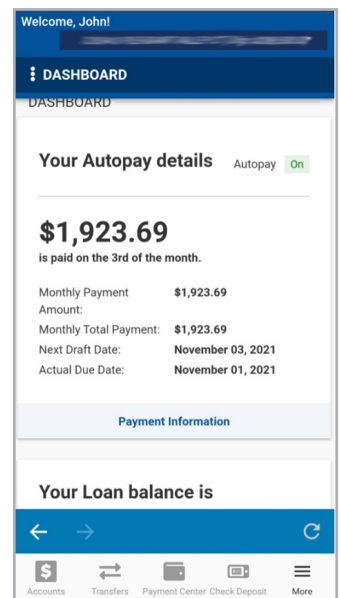 Welcome, John!
DASHBOARD
DASHBOARD
Your Autopay details Autopay On
$1,923.69
is paid on the 3rd of the month.
Monthly Payment Amount: $1,923.69
Monthly Total Payment: $1,923.69
Next Draft Date: November 03, 2021
Actual Due Date: November 01, 2021
Payment Information
Your Loan balance is
Accounts Transfers Payment Center Check Deposit More